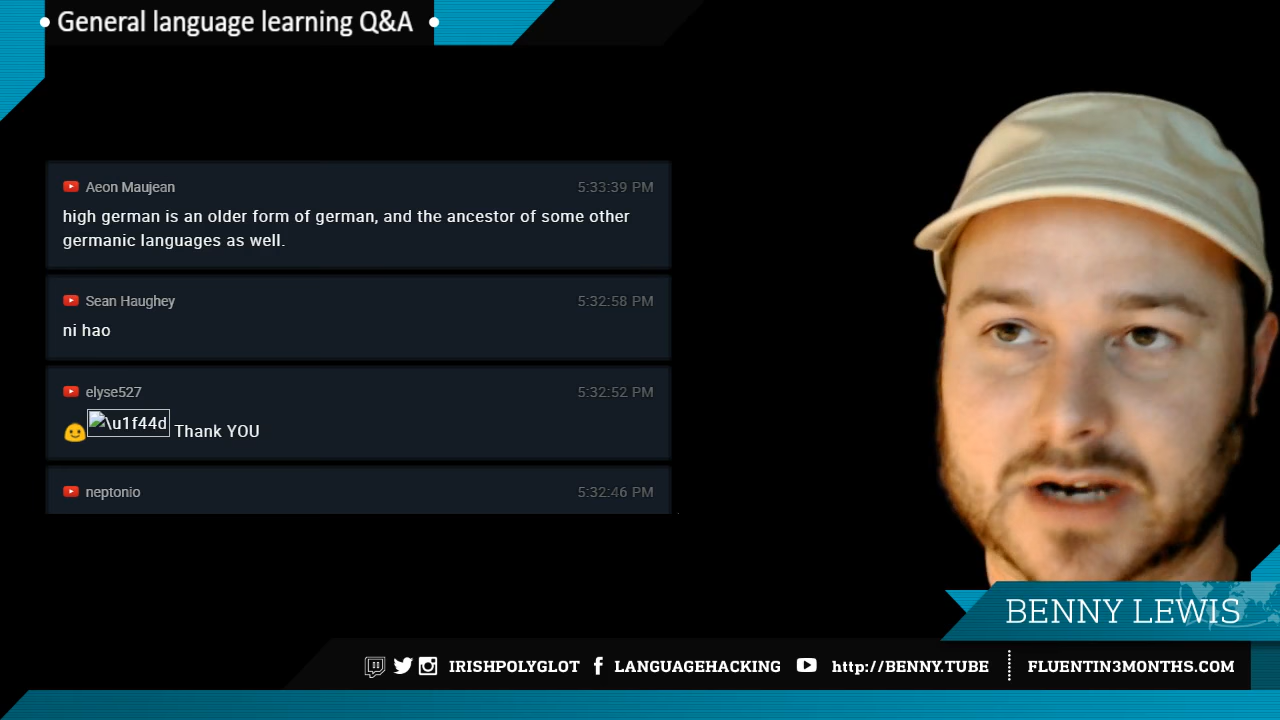 General language learning Q&A
Aeon Maujean 5:33:39 PM
high german is an older form of german, and the ancestor of some other
germanic languages as well.
Sean Haughey 5:32:58 PM
ni hao
elyse527 5:32:52 PM
\u1f44d Thank YOU
neptonio 5:32:46 PM
BENNY LEWIS
IRISHPOLYGLOT LANGUAGEHACKING http://BENNY.TUBE FLUENTIN3MONTHS.COM